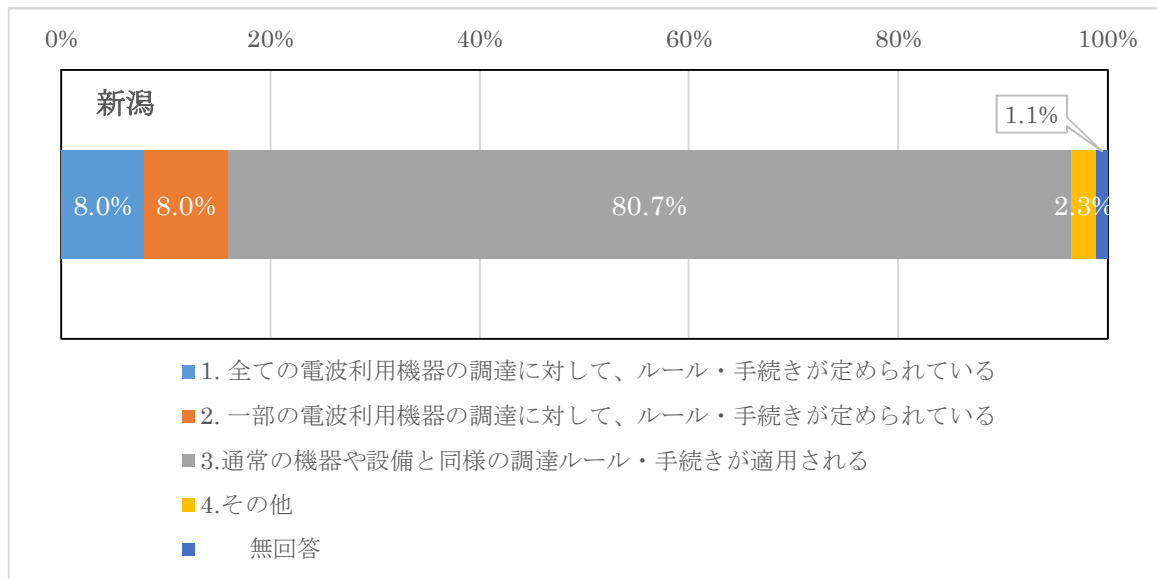 0% 20% 40% 60% 80% 100%
新潟
1.1%
8.0% 8.0% 80.7% 2.3%
1. 全ての電波利用機器の調達に対して、ルール・手続きが定められている
2. 一部の電波利用機器の調達に対して、ルール・手続きが定められている
3.通常の機器や設備と同様の調達ルール・手続きが適用される
4.その他
無回答